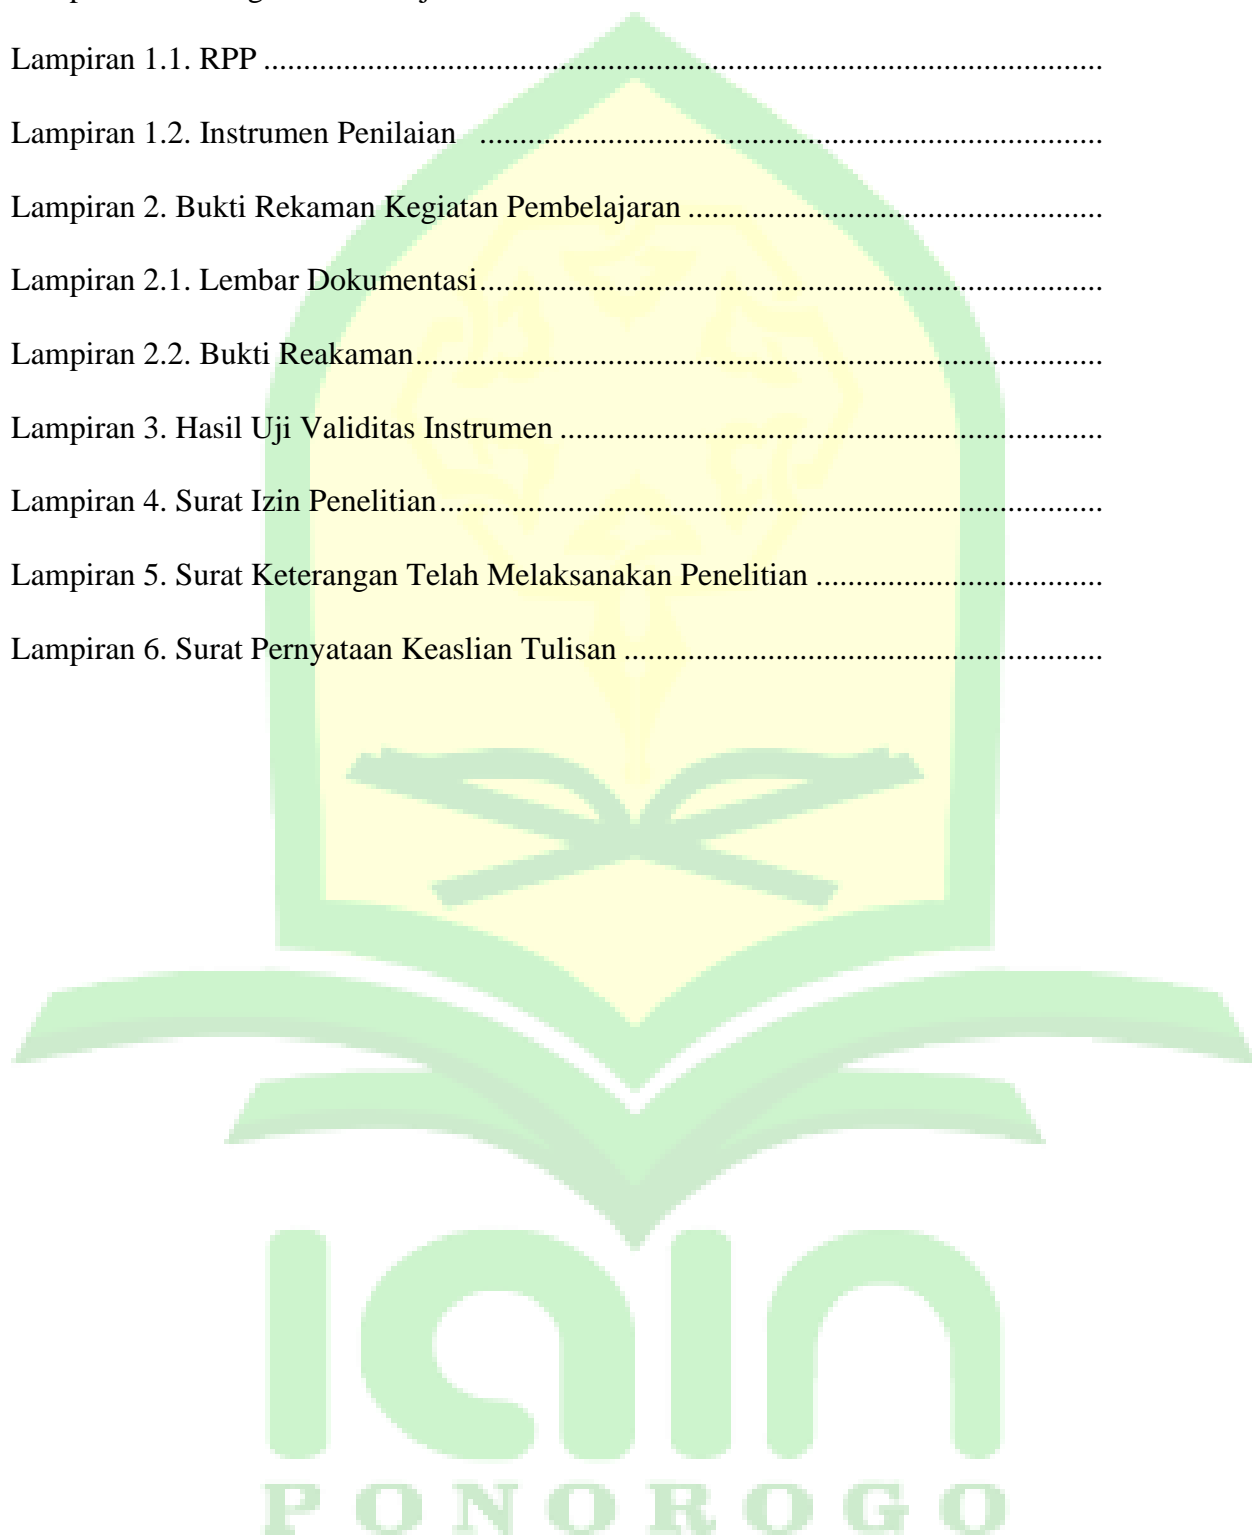 Lampiran 1.1. RPP ........................................................................................................
Lampiran 1.2. Instrumen Penilaian ..............................................................................
Lampiran 2. Bukti Rekaman Kegiatan Pembelajaran ....................................................
Lampiran 2.1. Lembar Dokumentasi..............................................................................
Lampiran 2.2. Bukti Reakaman......................................................................................
Lampiran 3. Hasil Uji Validitas Instrumen ....................................................................
Lampiran 4. Surat Izin Penelitian...................................................................................
Lampiran 5. Surat Keterangan Telah Melaksanakan Penelitian ....................................
Lampiran 6. Surat Pernyataan Keaslian Tulisan ............................................................
iain
PONOROGO